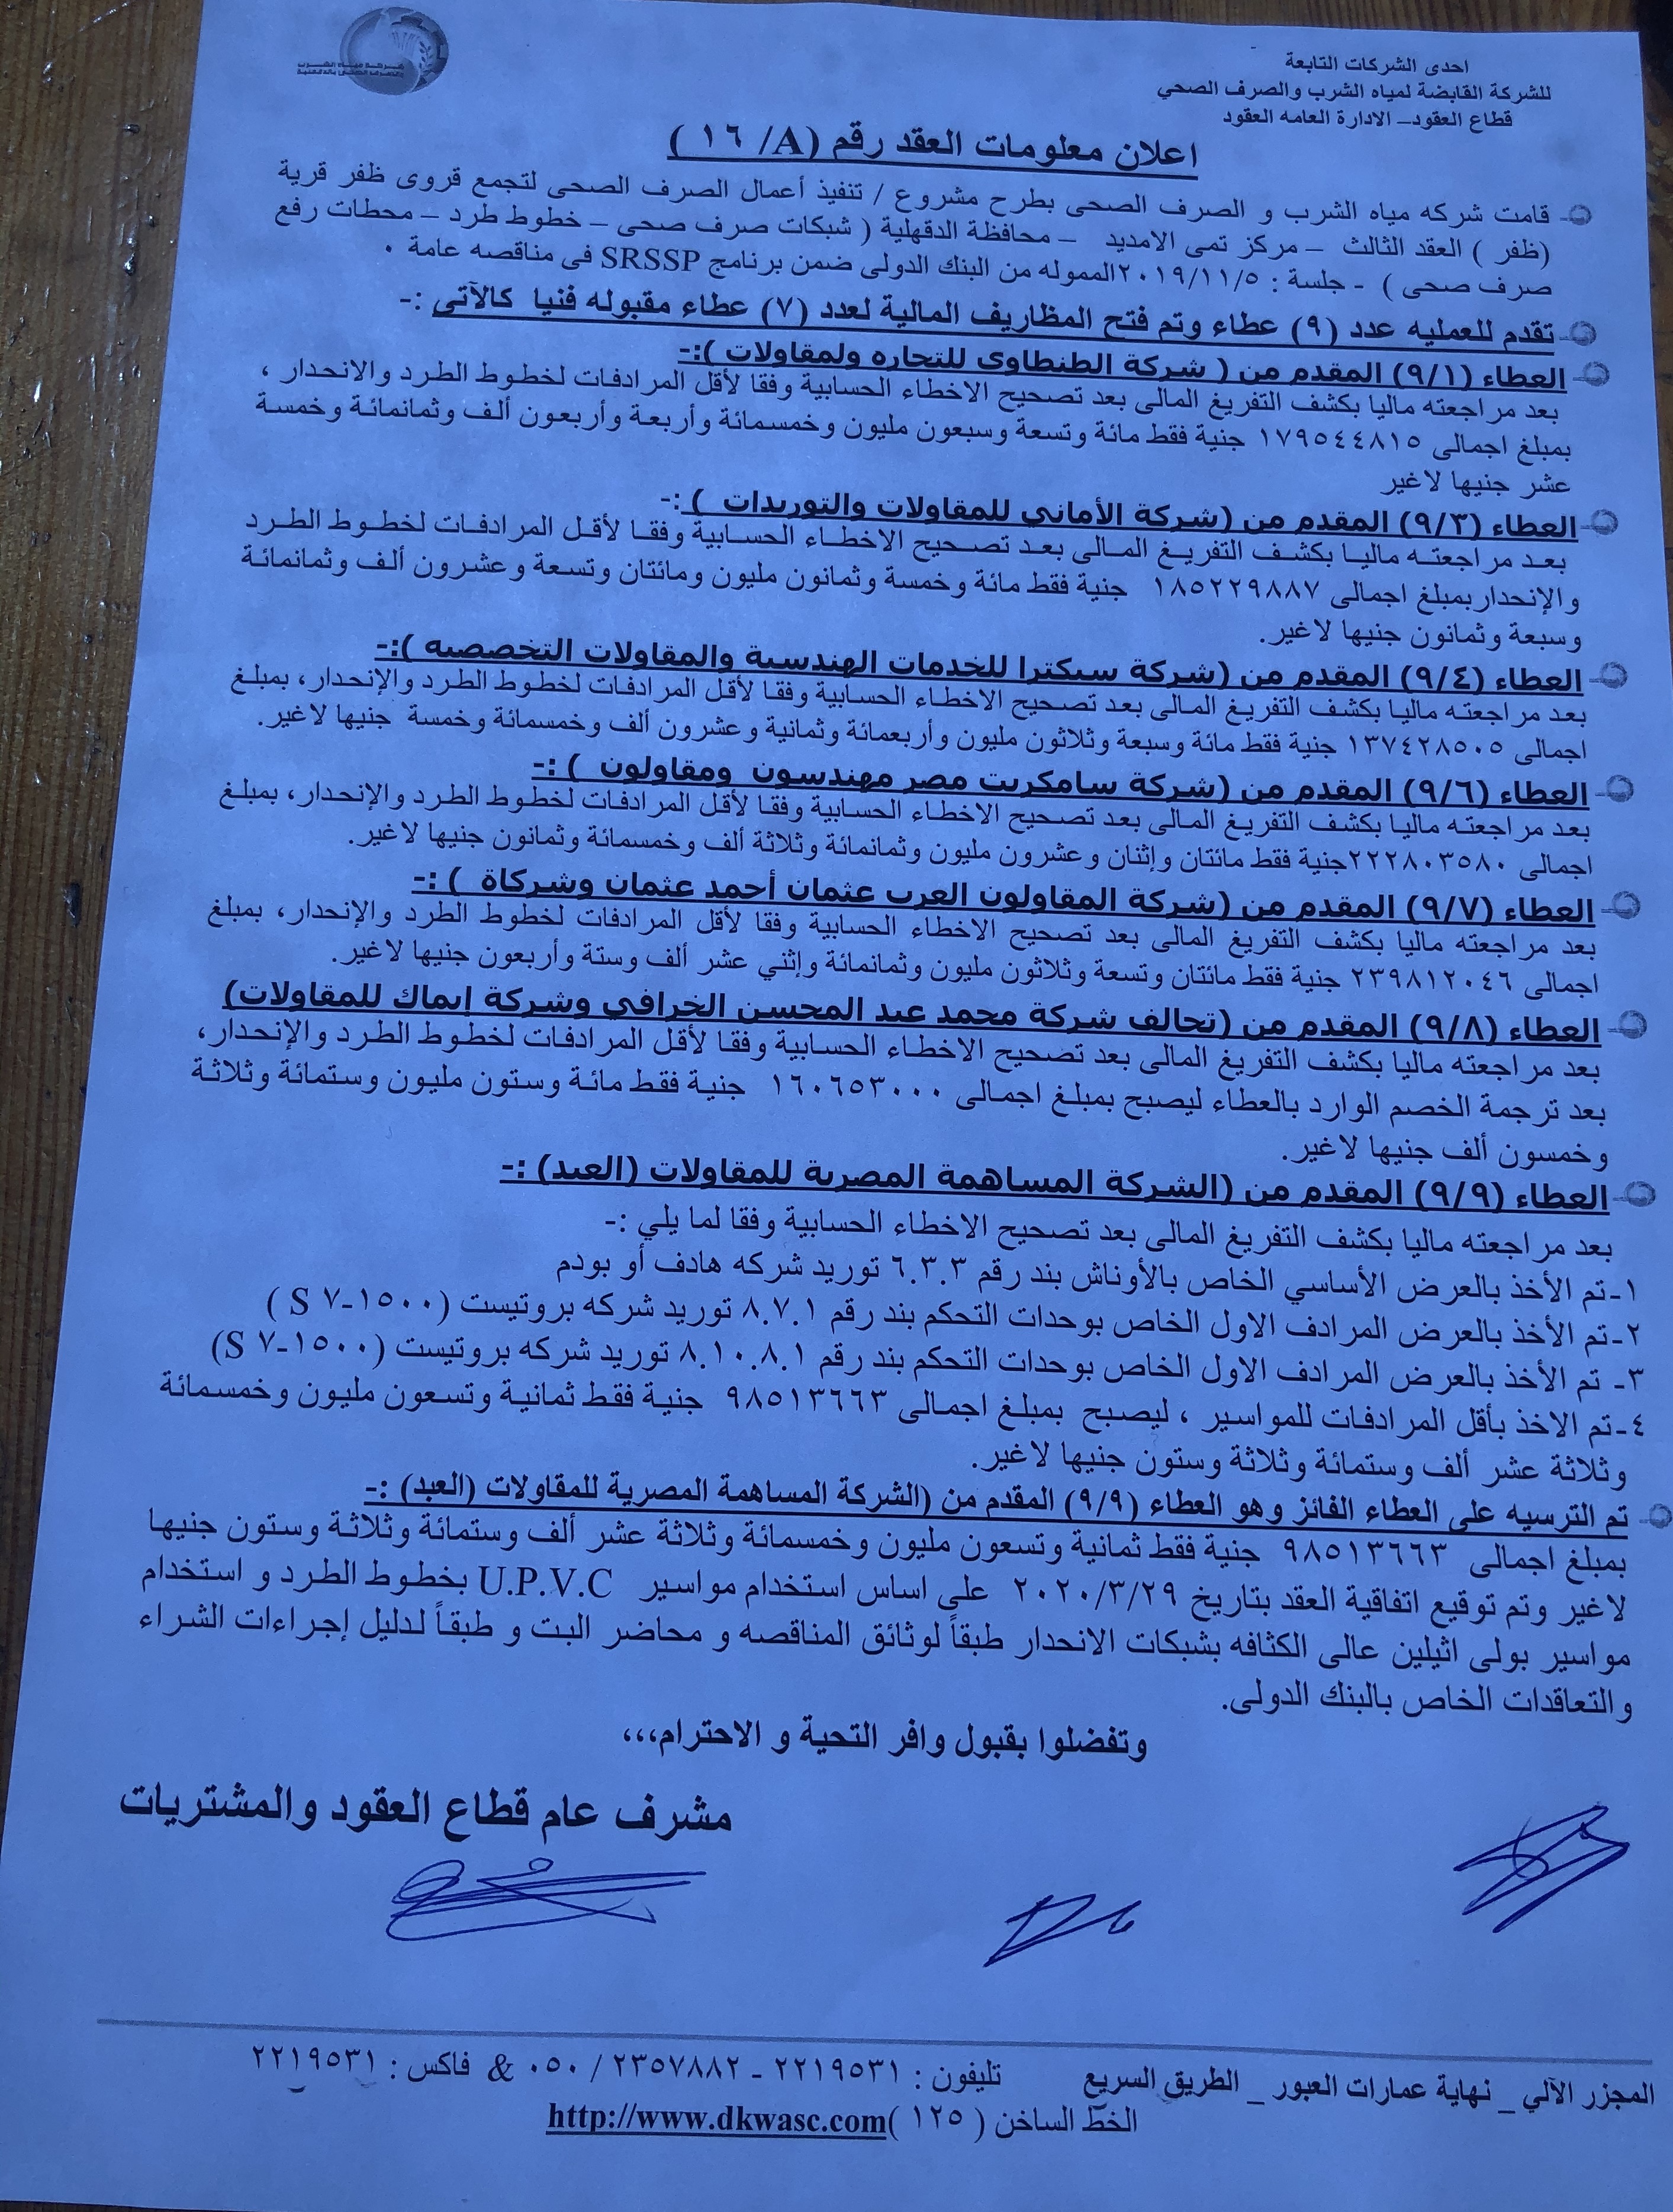 شركة مياه الشرب
والصرف الصحى بالدقهلية
احدى الشركات التابعة
للشركة القابضة لمياه الشرب والصرف الصحي
قطاع العقود– الادارة العامه العقود
اعلان معلومات العقد رقم (A/ ١٦ )
قامت شركه مياه الشرب و الصرف الصحى بطرح مشروع / تنفيذ أعمال الصرف الصحى لتجمع قروى ظفر قرية
(ظفر ) العقد الثالث – مركز تمى الامديد – محافظة الدقهلية ( شبكات صرف صحى – خطوط طرد – محطات رفع
صرف صحى ) - جلسة : ٢٠١٩/١١/٥الممولة من البنك الدولى ضمن برنامج SRSSP فى مناقصه عامة .
تقدم للعمليه عدد (٩) عطاء وتم فتح المظاريف المالية لعدد (٧) عطاء مقبوله فنيا كالآتى :-
العطاء (٩/١) المقدم من ( شركة الطنطاوى للتجاره ولمقاولات ):-
بعد مراجعته ماليا بكشف التفريغ المالى بعد تصحيح الاخطاء الحسابية وفقا لأقل المرادفات لخطوط الطرد والانحدار ،
بمبلغ اجمالى ١٧٩٥٤٤٨١٥ جنية فقط مائة وتسعة وسبعون مليون وخمسمائة وأربعة وأربعون ألف وثمانمائة وخمسة
عشر جنيها لاغير
العطاء (٩/٣) المقدم من (شركة الأماني للمقاولات والتوريدات ) :-
بعد مراجعته ماليا بكشف التفريغ المالى بعد تصحيح الاخطاء الحسابية وفقا لأقل المرادفات لخطوط الطرد
والإنحداربمبلغ اجمالى ١٨٥٢٢٩٨٨٧ جنية فقط مائة وخمسة وثمانون مليون ومائتان وتسعة وعشرون ألف وثمانمائة
وسبعة وثمانون جنيها لاغير.
العطاء (٩/٤) المقدم من (شركة سيكترا للخدمات الهندسية والمقاولات التخصصيه ):-
بعد مراجعته ماليا بكشف التفريغ المالى بعد تصحيح الاخطاء الحسابية وفقا لأقل المرادفات لخطوط الطرد والإنحدار، بمبلغ
اجمالى ١٣٧٤٢٨٥٠٥ جنية فقط مائة وسبعة وثلاثون مليون وأربعمائة وثمانية وعشرون ألف وخمسمائة وخمسة جنيها لاغير.
العطاء (٩/٦) المقدم من (شركة سامكريت مصر مهندسون ومقاولون ) :-
بعد مراجعته ماليا بكشف التفريغ المالى بعد تصحيح الاخطاء الحسابية وفقا لأقل المرادفات لخطوط الطرد والإنحدار، بمبلغ
اجمالى ٢٢٢٨٠٣٥٨٠جنية فقط مائتان وإثنان وعشرون مليون وثمانمائة وثلاثة ألف وخمسمائة وثمانون جنيها لاغير.
العطاء (٩/٧) المقدم من (شركة المقاولون العرب عثمان أحمد عثمان وشركاة ) :-
بعد مراجعته ماليا بكشف التفريغ المالى بعد تصحيح الاخطاء الحسابية وفقا لأقل المرادفات لخطوط الطرد والإنحدار، بمبلغ
اجمالى ٢٣٩٨١٢٠٤٦ جنية فقط مائتان وتسعة وثلاثون مليون وثمانمائة وإثني عشر ألف وستة وأربعون جنيها لاغير.
العطاء (٩/٨) المقدم من (تحالف شركة محمد عبد المحسن الخرافي وشركة إيماك للمقاولات)
بعد مراجعته ماليا بكشف التفريغ المالى بعد تصحيح الاخطاء الحسابية وفقا لأقل المرادفات لخطوط الطرد والإنحدار،
بعد ترجمة الخصم الوارد بالعطاء ليصبح بمبلغ اجمالى ١٦٠٦٥٣٠٠٠ جنية فقط مائة وستون مليون وستمائة وثلاثة
وخمسون ألف جنيها لاغير.
العطاء (٩/٩) المقدم من (الشركة المساهمة المصرية للمقاولات (العبد) :-
بعد مراجعته ماليا بكشف التفريغ المالى بعد تصحيح الاخطاء الحسابية وفقا لما يلي :-
١-تم الأخذ بالعرض الأساسي الخاص بالأوناش بند رقم ٦.٣.٣ توريد شركه هادف أو بودم
٢-تم الأخذ بالعرض المرادف الاول الخاص بوحدات التحكم بند رقم ٨.٧.١ توريد شركه بروتيست (S ٧-١٥٠٠ )
٣- تم الأخذ بالعرض المرادف الاول الخاص بوحدات التحكم بند رقم ٨.١٠.٨.١ توريد شركه بروتيست (S ٧-١٥٠٠)
٤-تم الاخذ بأقل المرادفات للمواسير ، ليصبح بمبلغ اجمالى ٩٨٥١٣٦٦٣ جنية فقط ثمانية وتسعون مليون وخمسمائة
وثلاثة عشر ألف وستمائة وثلاثة وستون جنيها لاغير.
تم الترسيه على العطاء الفائز وهو العطاء (٩/٩) المقدم من (الشركة المساهمة المصرية للمقاولات (العبد) :-
بمبلغ اجمالى ٩٨٥١٣٦٦٣ جنية فقط ثمانية وتسعون مليون وخمسمائة وثلاثة عشر ألف وستمائة وثلاثة وستون جنيها
لاغير وتم توقيع اتفاقية العقد بتاريخ ٢٠٢٠/٣/٢٩ على اساس استخدام مواسير U.P.V.C بخطوط الطرد و استخدام
مواسير بولى اثيلين عالى الكثافه بشبكات الانحدار طبقاً لوثائق المناقصه و محاضر البت و طبقاً لدليل إجراءات الشراء
والتعاقدات الخاص بالبنك الدولى.
وتفضلوا بقبول وافر التحية و الاحترام،،،
مشرف عام قطاع العقود والمشتريات
المجزر الآلي _ نهاية عمارات العبور _ الطريق السريع تليفون : ٢٢١٩٥٣١ - ٢٣٥٧٨٨٢ / ٠٥٠ & فاكس : ٢٢١٩٥٣١
الخط الساخن ( ١٢٥ )http://www.dkwasc.com